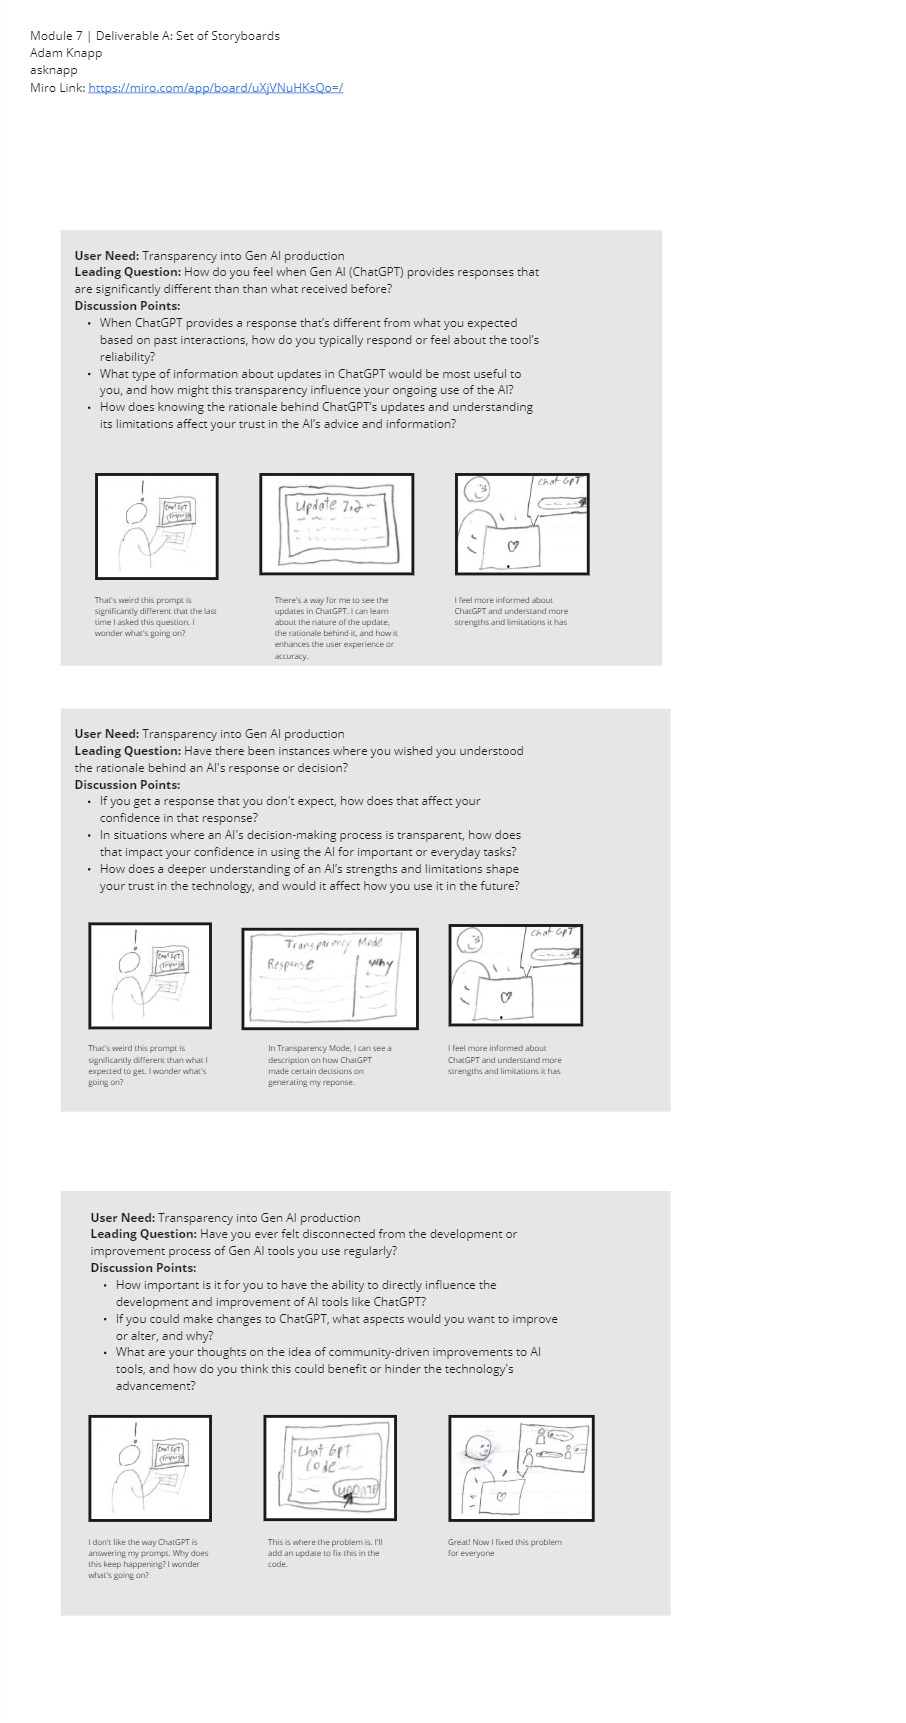 Module 7 | Deliverable A: Set of Storyboards
Adam Knapp
asknapp
Miro Link: https://miro.com/app/board/uXjVNuHKsQo=/
User Need: Transparency into Gen AI production
Leading Question: How do you feel when Gen AI (ChatGPT) provides responses that
are significantly different than than what received before?
Discussion Points:
• When ChatGPT provides a response that's different from what you expected
based on past interactions, how do you typically respond or feel about the tool's
reliability?
• What type of information about updates in ChatGPT would be most useful to
you, and how might this transparency influence your ongoing use of the AI?
• How does knowing the rationale behind ChatGPT's updates and understanding
its limitations affect your trust in the AI's advice and information?
!
ChatGPT
Update 7.2
Chat GPT
That's weird this prompt is
significantly different that the last
time I asked this question. I
wonder what's going on?
There's a way for me to see the
updates in ChatGPT. I can learn
about the nature of the update,
the rationale behind it, and how it
enhances the user experience or
accuracy.
I feel more informed about
ChatGPT and understand more
strengths and limitations it has
User Need: Transparency into Gen AI production
Leading Question: Have there been instances where you wished you understood
the rationale behind an AI's response or decision?
Discussion Points:
• If you get a response that you don't expect, how does that affect your
confidence in that response?
• In situations where an AI's decision-making process is transparent, how does
that impact your confidence in using the AI for important or everyday tasks?
• How does a deeper understanding of an AI's strengths and limitations shape
your trust in the technology, and would it affect how you use it in the future?
!
ChatGPT
Transparency Mode
Response
Why
Chat GPT
That's weird this prompt is
significantly different than what I
expected to get. I wonder what's
going on?
In Transparency Mode, I can see a
description on how ChatGPT
made certain decisions on
generating my reponse.
I feel more informed about
ChatGPT and understand more
strengths and limitations it has
User Need: Transparency into Gen AI production
Leading Question: Have you ever felt disconnected from the development or
improvement process of Gen AI tools you use regularly?
Discussion Points:
• How important is it for you to have the ability to directly influence the
development and improvement of AI tools like ChatGPT?
• If you could make changes to ChatGPT, what aspects would you want to improve
or alter, and why?
• What are your thoughts on the idea of community-driven improvements to AI
tools, and how do you think this could benefit or hinder the technology's
advancement?
!
ChatGPT
Chat GPT
Code
UPDATE
I don't like the way ChatGPT is
answering my prompt. Why does
this keep happening? I wonder
what's going on?
This is where the problem is. I'll
add an update to fix this in the
code.
Great! Now I fixed this problem
for everyone